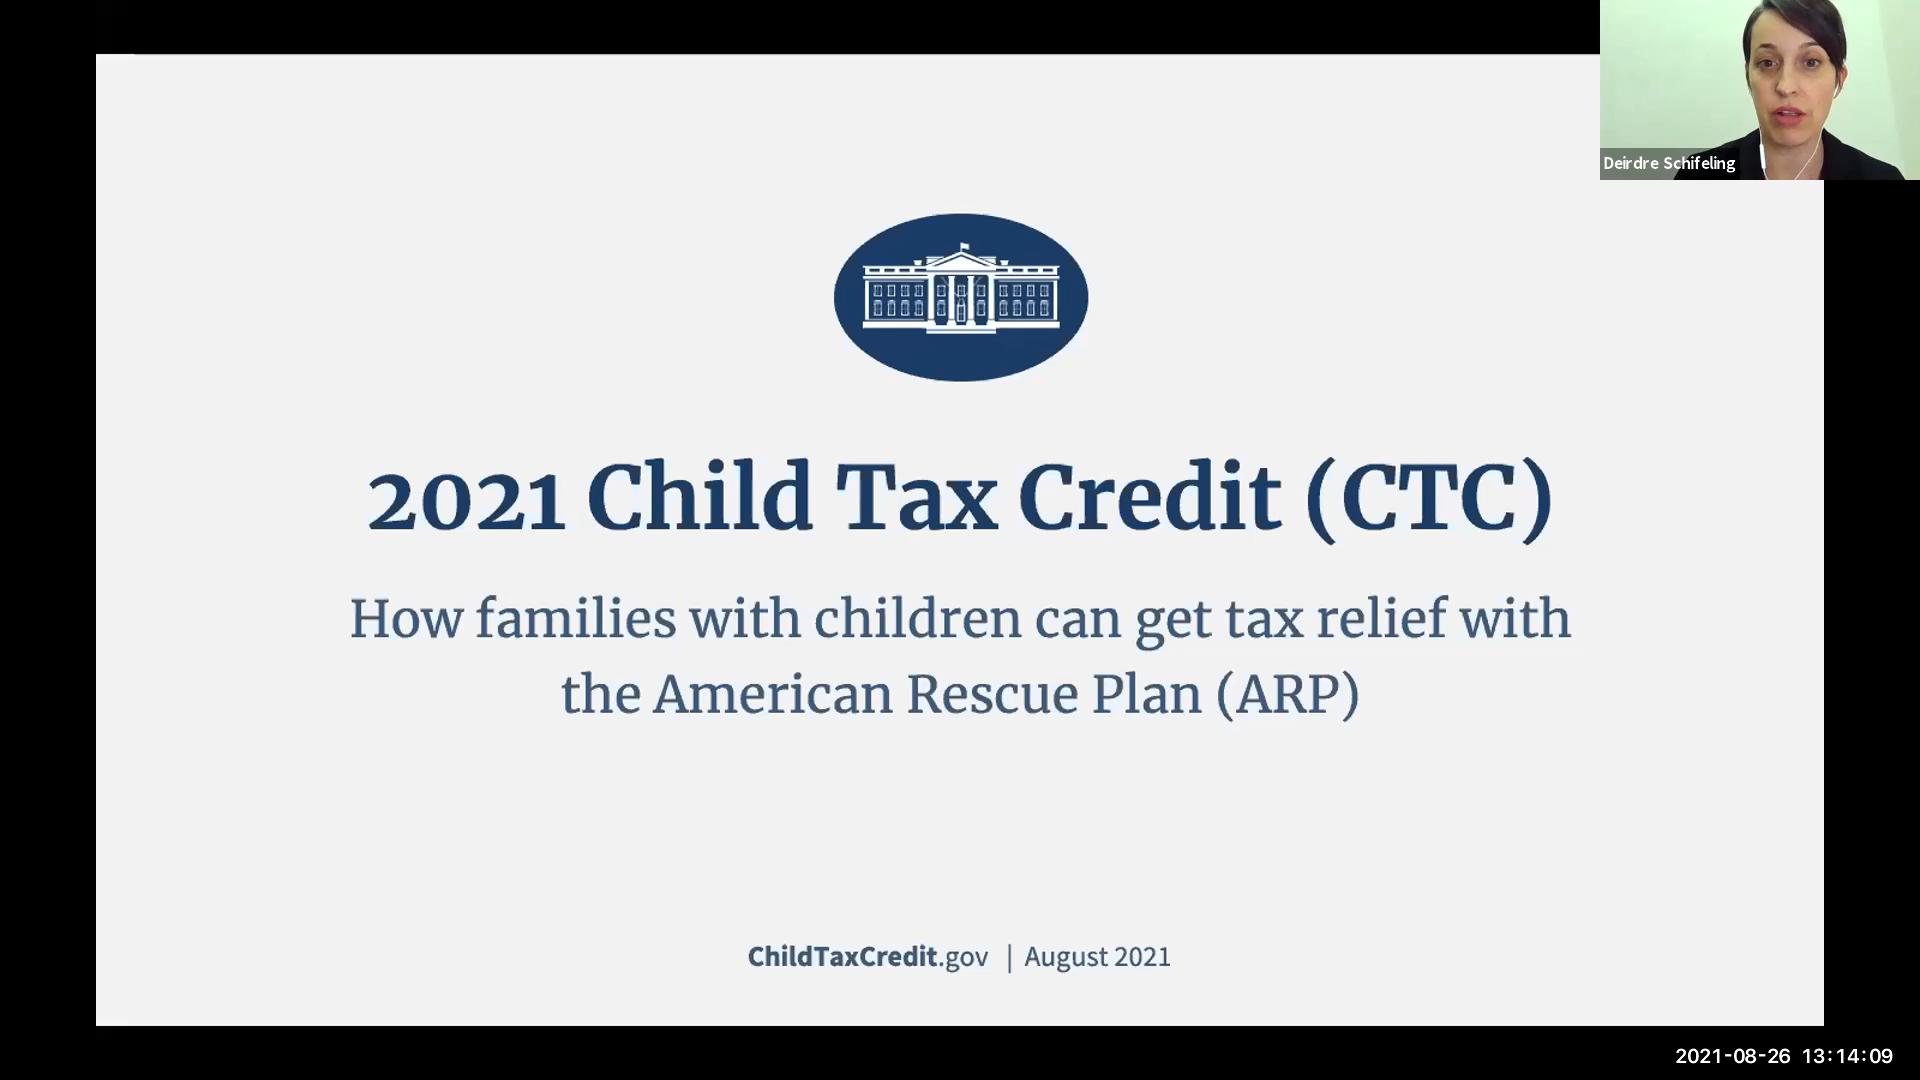 Deirdre Schifeling
2021 Child Tax Credit (CTC)
How families with children can get tax relief with
the American Rescue Plan (ARP)
ChildTaxCredit.gov | August 2021
2021-08-26 13:14:09